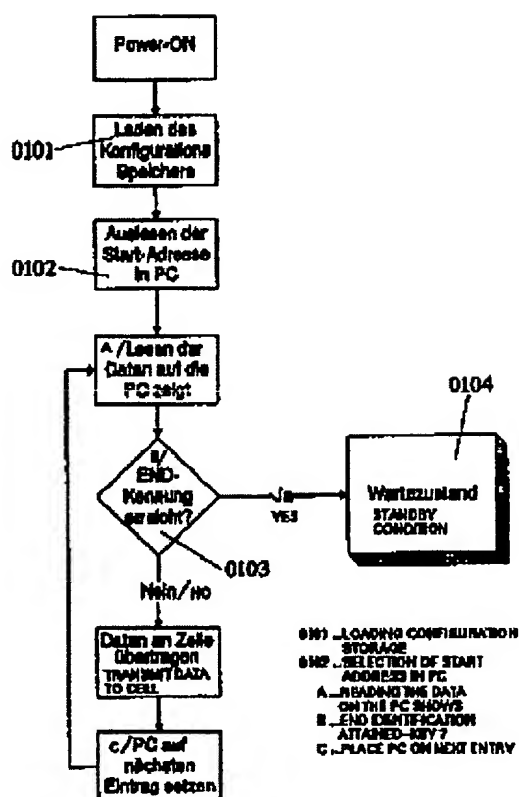 Power-ON
0101
Laden des
Konfigurations
Speichers
0102
Auslesen der
Start-Adresse
in PC
A/Lesen der
Daten auf die
PC zeigt
0104
B/
END-
Kennung
erreicht?
Ja
YES
Wartezustand
STANDBY
CONDITION
0103
Nein/NO
Daten an Zelle
übertragen
TRANSMIT DATA
TO CELL
C/PC auf
nächsten
Eintrag setzen
0101...LOADING CONFIGURATION
STORAGE
0102...SELECTION OF START
ADDRESS IN PC
A...READING THE DATA
ON THE PC SHOWS
B...END IDENTIFICATION
ATTAINED-KEY?
C...PLACE PC ON NEXT ENTRY